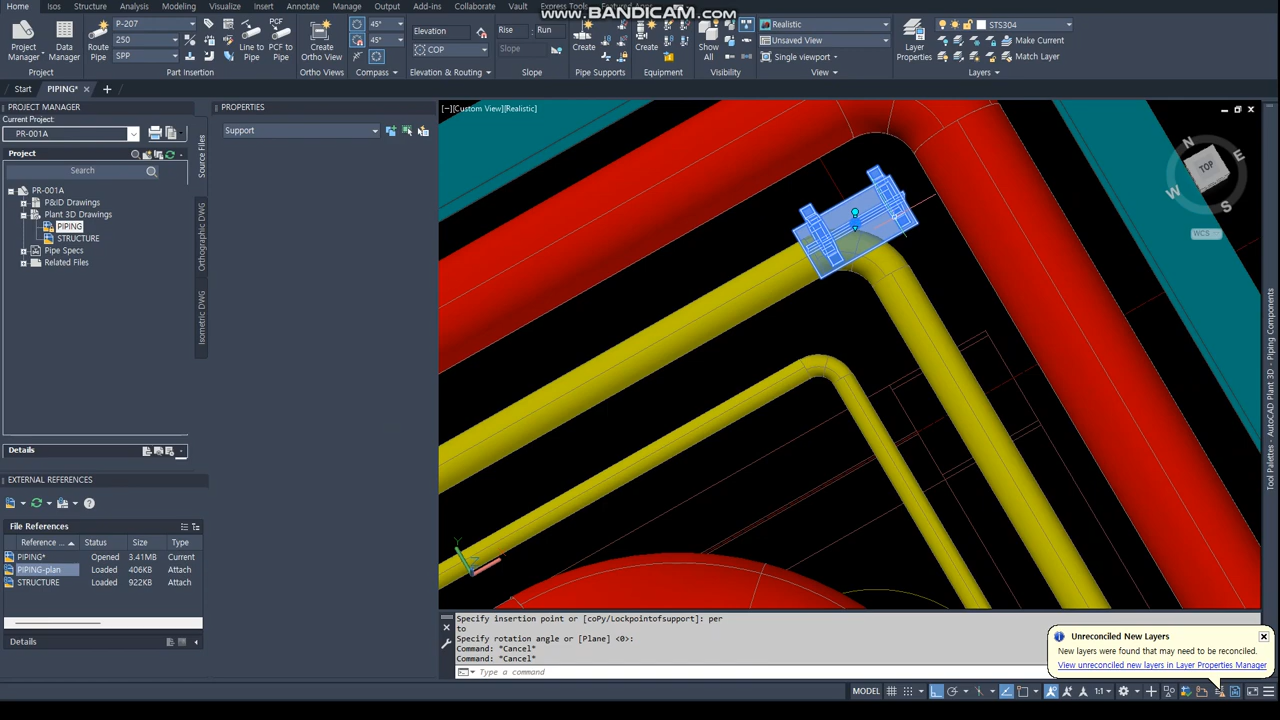 www.BANDICAM.com
Home Isos Structure Analysis Modeling Visualize Insert Annotate Manage Output Add-ins Collaborate Vault Express Tools
P-207
250
SPP
Project Manager
Data Manager
Route Pipe
Line to Pipe
PCF to Pipe
Create Ortho View
45°
45°
Elevation
COP
Rise Run
Slope
Create
Create
Show All
Realistic
Unsaved View
Single viewport
Layer Properties
STS304
Make Current
Match Layer
Project Part Insertion Ortho Views Compass Elevation & Routing Slope Pipe Supports Equipment Visibility View Layers
Start PIPING*
PROJECT MANAGER
Current Project:
PR-001A
Project
Search
PR-001A
P&ID Drawings
Plant 3D Drawings
PIPING
STRUCTURE
Pipe Specs
Related Files
Source Files
Orthographic DWG
Isometric DWG
Details
EXTERNAL REFERENCES
File References
Reference ... Status Size Type
PIPING* Opened 3.41MB Current
PIPING-plan Loaded 406KB Attach
STRUCTURE Loaded 922KB Attach
Details
PROPERTIES
Support
[−][Custom View][Realistic]
N
E
S
W
TOP
WCS
Y
Tool Palettes - AutoCAD Plant 3D - Piping Components
Specify insertion point or [coPy/Lockpointofsupport]: per
to
Specify rotation angle or [Plane] <0>:
Command: *Cancel*
Command: *Cancel*
Type a command
Unreconciled New Layers
New layers were found that may need to be reconciled.
View unreconciled new layers in Layer Properties Manager
MODEL
1:1